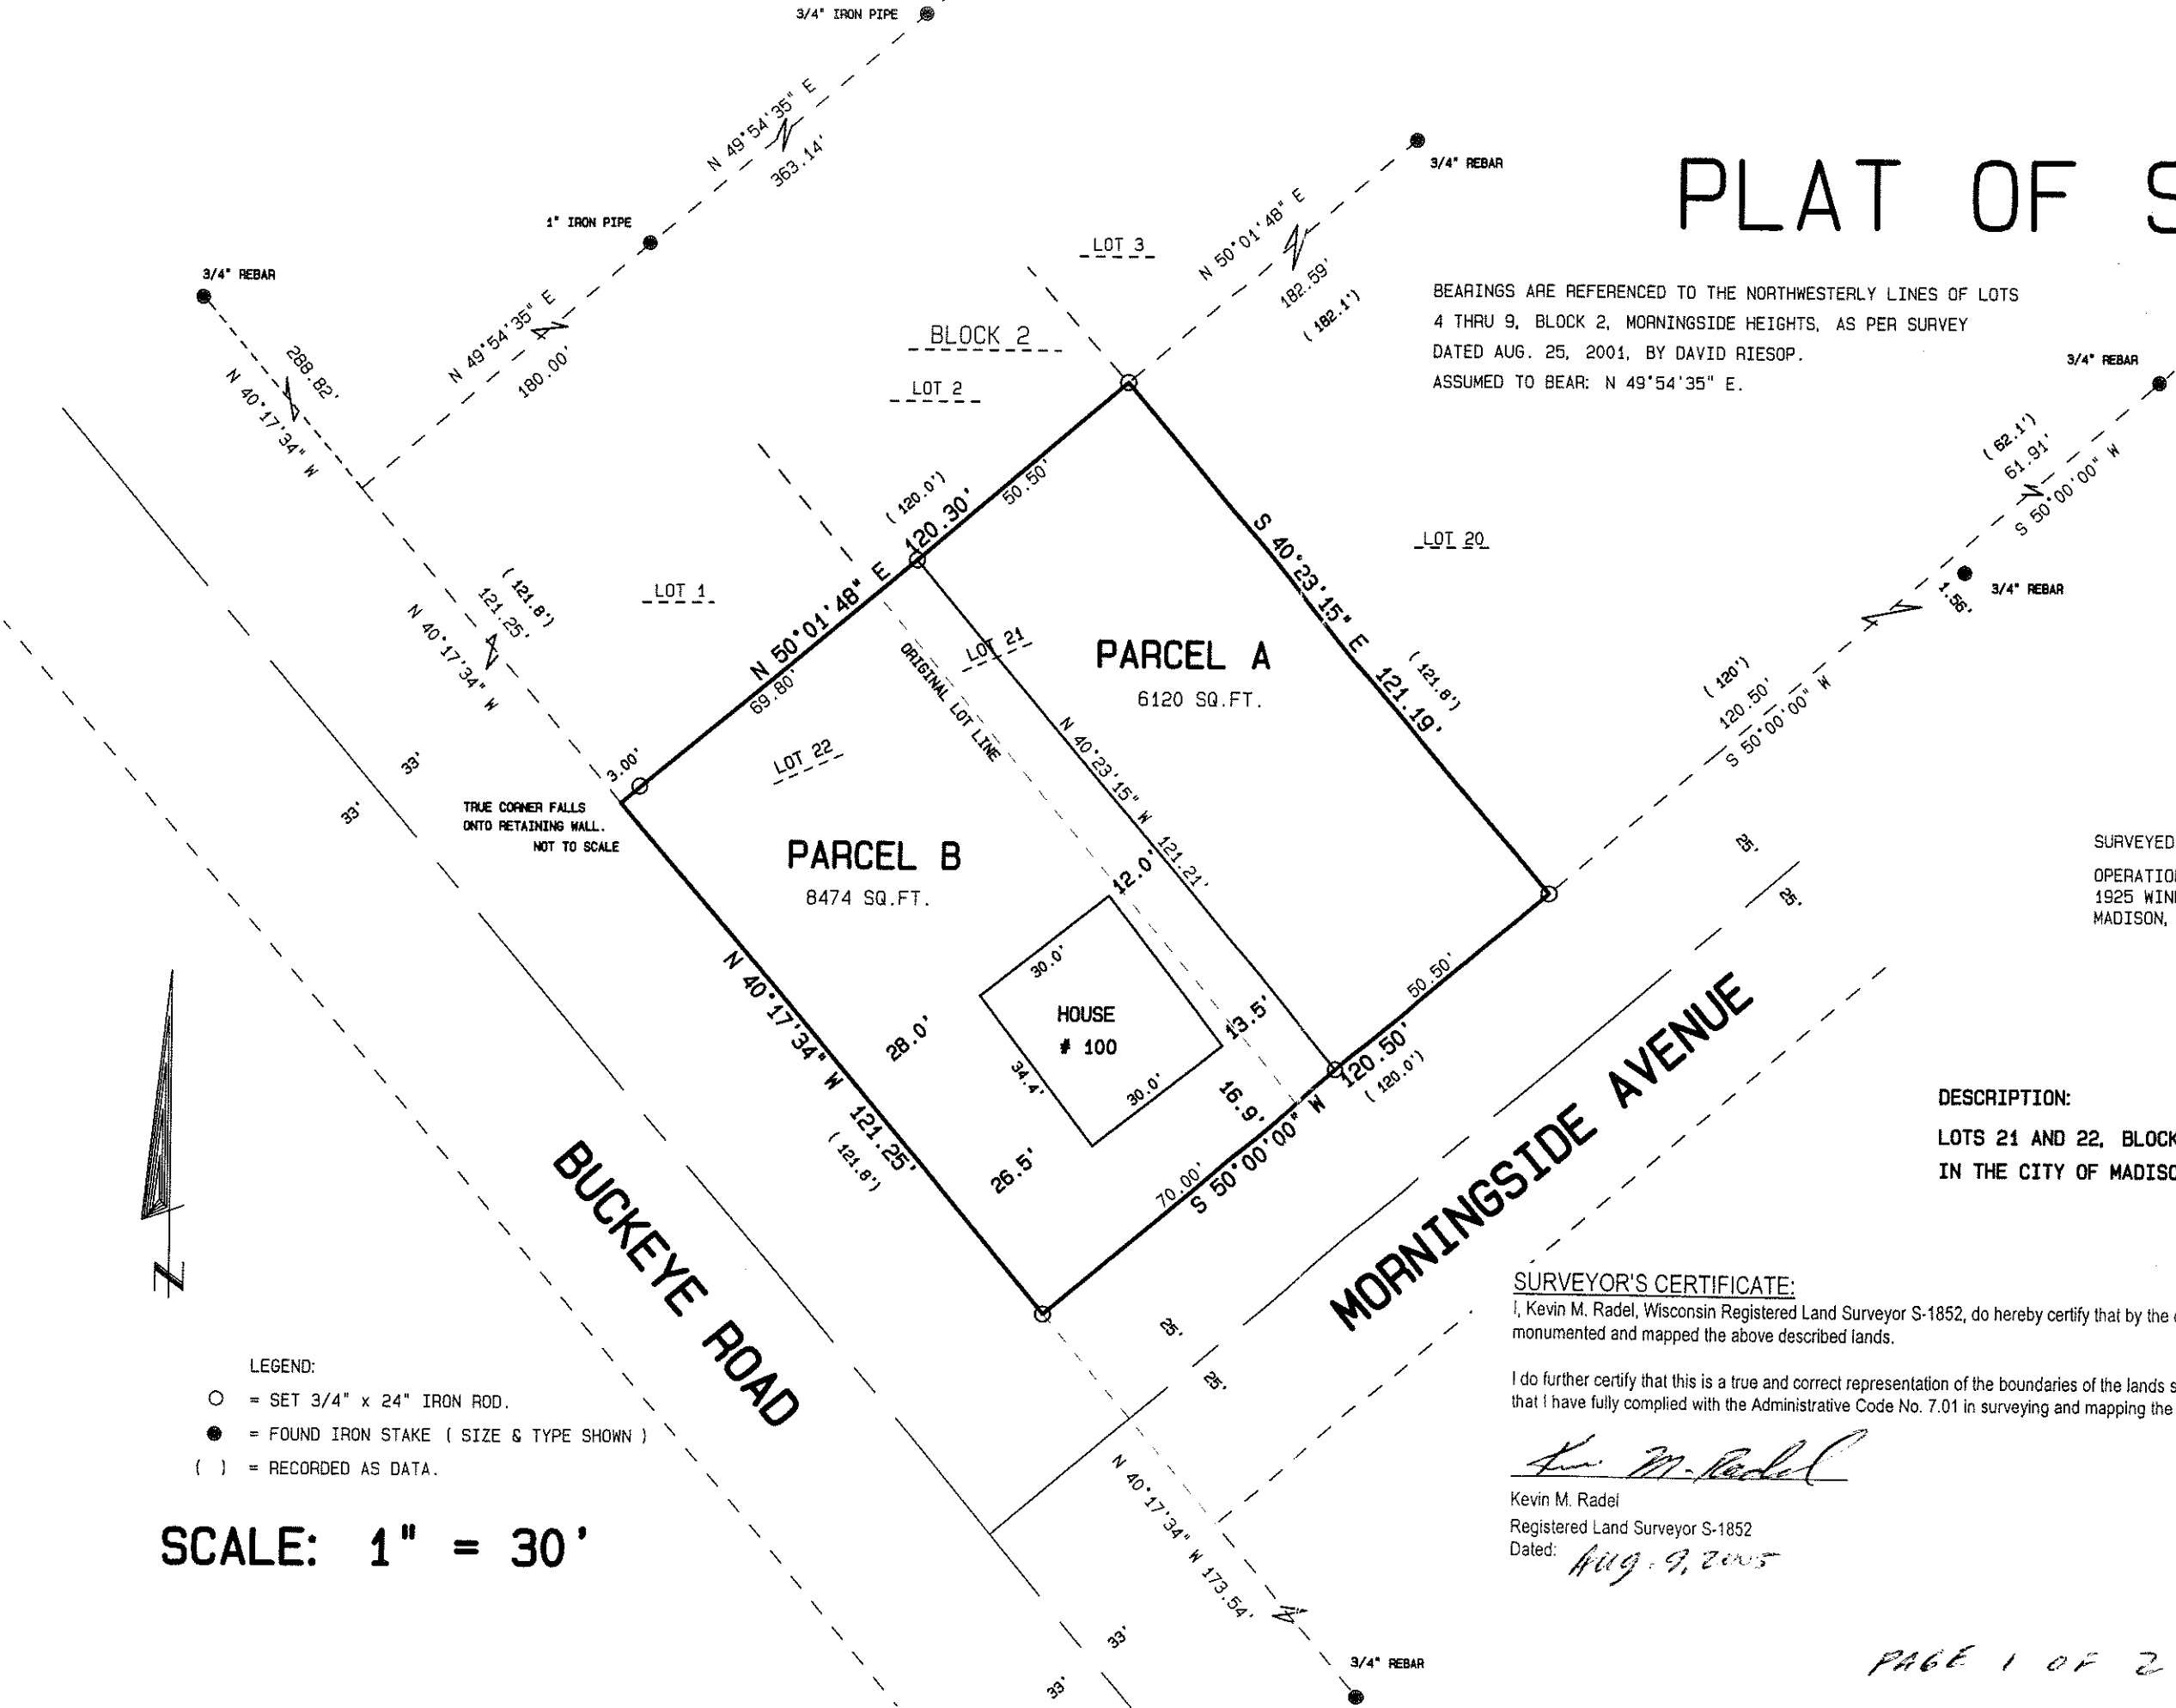 3/4" IRON PIPE
N 49°54'35" E
363.14'
1" IRON PIPE
3/4" REBAR
N 49°54'35" E
180.00'
288.82'
N 40°17'34" W
3/4" REBAR
N 50°01'48" E
182.59'
( 182.1')
LOT 3
BLOCK 2
LOT 2
PLAT OF S
BEARINGS ARE REFERENCED TO THE NORTHWESTERLY LINES OF LOTS
4 THRU 9, BLOCK 2, MORNINGSIDE HEIGHTS, AS PER SURVEY
DATED AUG. 25, 2001, BY DAVID RIESOP.
ASSUMED TO BEAR: N 49°54'35" E.
3/4" REBAR
( 62.1')
61.91'
S 50°00'00" W
3/4" REBAR
1.56'
( 120')
120.50'
S 50°00'00" W
( 120.0')
120.30'
50.50'
N 50°01'48" E
69.80'
LOT 1
( 121.8')
121.25'
N 40°17'34" W
3.00'
TRUE CORNER FALLS
ONTO RETAINING WALL.
NOT TO SCALE
33'
33'
LOT 20
S 40°23'15" E 121.19'
( 121.8')
PARCEL A
6120 SQ.FT.
LOT 21
ORIGINAL LOT LINE
N 40°23'15" W 121.21'
LOT 22
PARCEL B
8474 SQ.FT.
12.0'
30.0'
HOUSE
# 100
34.4'
30.0'
13.5'
16.9'
28.0'
26.5'
N 40°17'34" W 121.25'
( 121.8')
50.50'
120.50'
( 120.0')
S 50°00'00" W
70.00'
25'
25'
SURVEYED
OPERATIO
1925 WIN
MADISON,
BUCKEYE ROAD
MORNINGSIDE AVENUE
25'
25'
DESCRIPTION:
LOTS 21 AND 22, BLOCK
IN THE CITY OF MADISO
N
LEGEND:
= SET 3/4" x 24" IRON ROD.
= FOUND IRON STAKE ( SIZE & TYPE SHOWN )
( ) = RECORDED AS DATA.
SCALE: 1" = 30'
N 40°17'34" W 173.54'
33'
33'
3/4" REBAR
SURVEYOR'S CERTIFICATE:
I, Kevin M. Radel, Wisconsin Registered Land Surveyor S-1852, do hereby certify that by the
monumented and mapped the above described lands.
I do further certify that this is a true and correct representation of the boundaries of the lands s
that I have fully complied with the Administrative Code No. 7.01 in surveying and mapping the
Kevin M. Radel
Kevin M. Radel
Registered Land Surveyor S-1852
Dated: Aug. 9, 2005
PAGE 1 OF 2